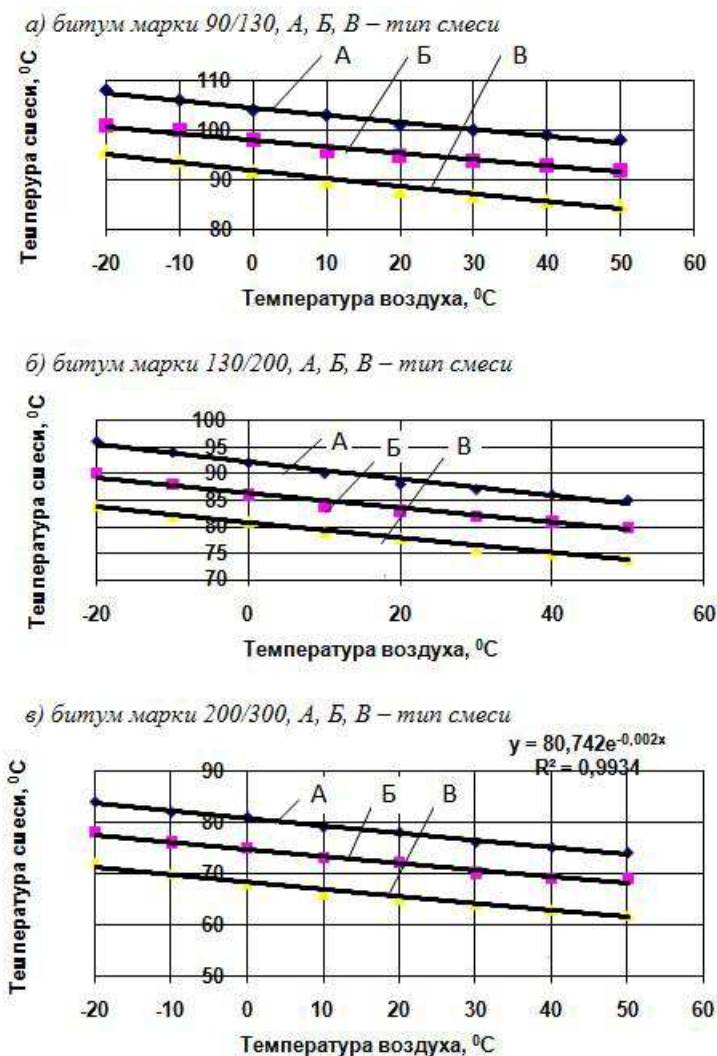 а) битум марки 90/130, А, Б, В – тип смеси
А Б В
Темперура смеси, ⁰С
110
100
90
80
-20 -10 0 10 20 30 40 50 60
Температура воздуха, ⁰С
б) битум марки 130/200, А, Б, В – тип смеси
А Б В
Температура смеси, ⁰С
100
95
90
85
80
75
70
-20 0 20 40 60
Температура воздуха, ⁰С
в) битум марки 200/300, А, Б, В – тип смеси
y = 80,742e^-0,002x
R² = 0,9934
А Б В
Температура смеси, ⁰С
90
80
70
60
50
-20 -10 0 10 20 30 40 50 60
Температура воздуха, ⁰С